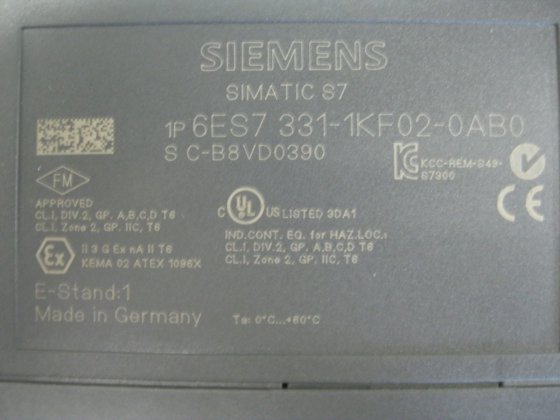 SIEMENS
SIMATIC S7
1P 6ES7 331-1KF02-0AB0
S C-B8VD0390
KCC-REM-S49-
S7300
FM
APPROVED
CL.I, DIV.2, GP. A,B,C,D T6
CL.I, Zone 2, GP. IIC, T6
C UL US LISTED 3DA1
IND.CONT. EQ. for HAZ.LOC.:
CL.I, DIV.2, GP. A,B,C,D T6
CL.I, Zone 2, GP. IIC, T6
CE
Ex II 3 G Ex nA II T6
KEMA 02 ATEX 1096X
E-Stand:1
Made in Germany
Ta: 0°C...+60°C